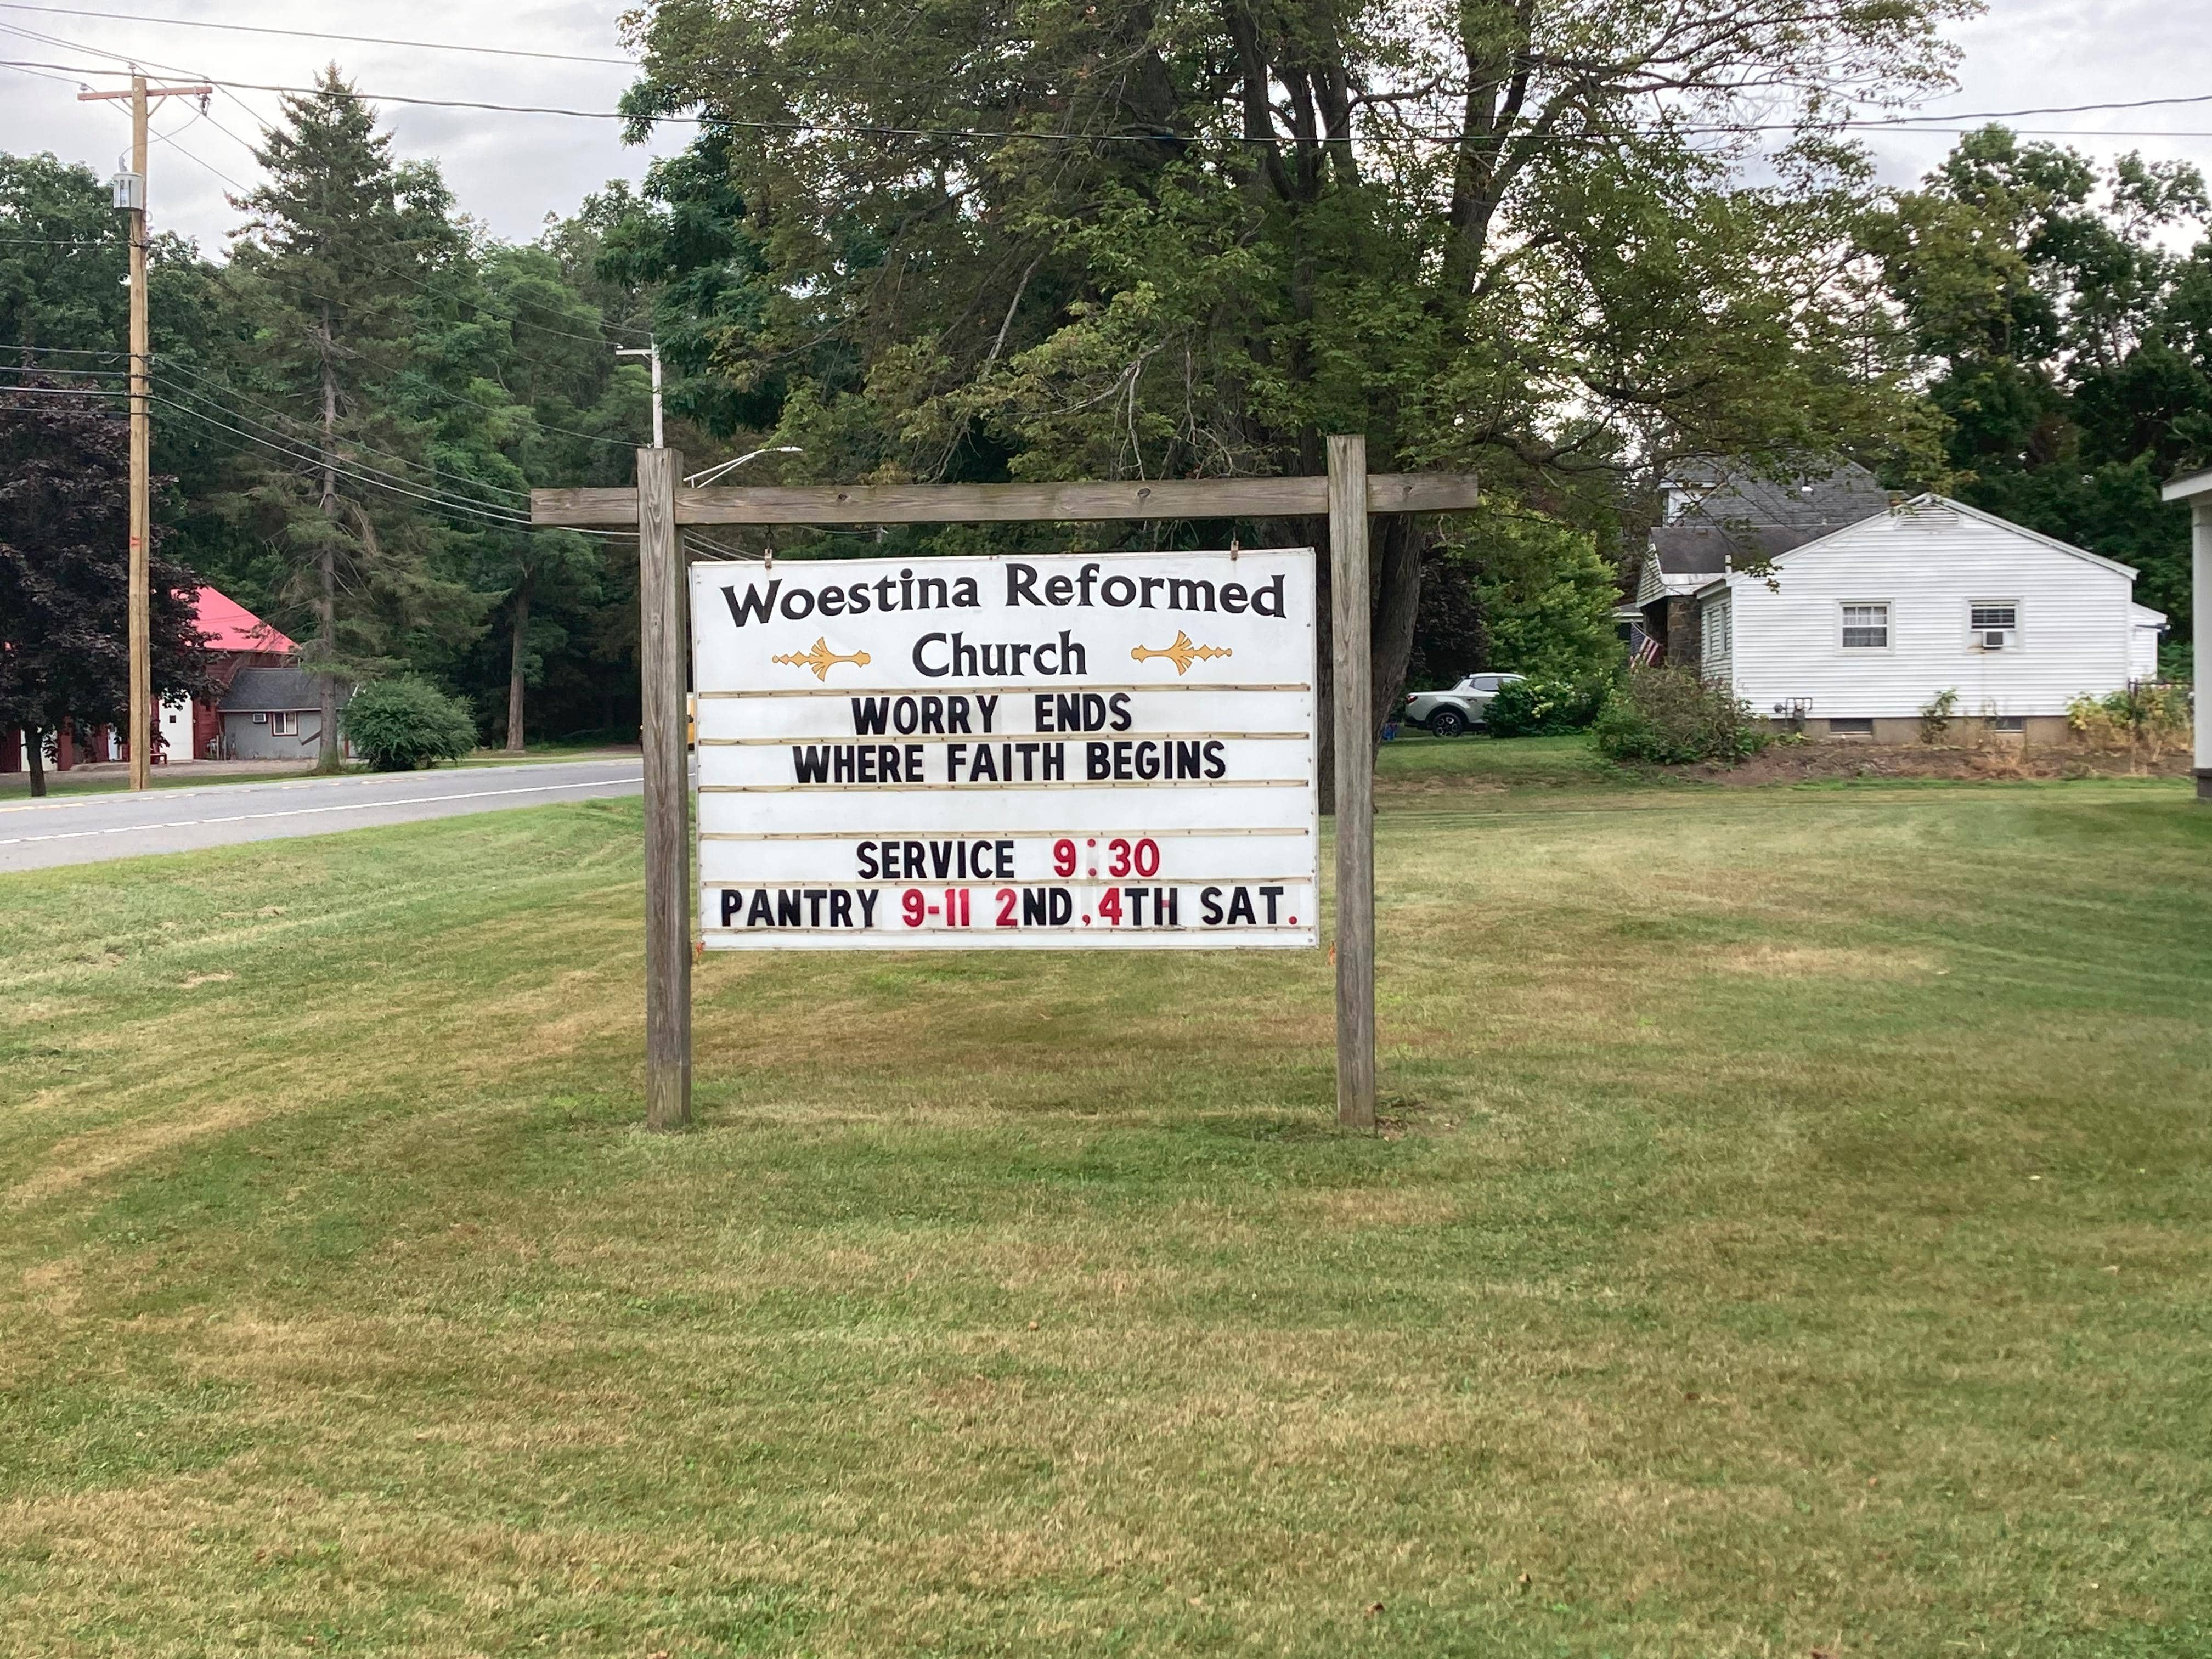 Woestina Reformed
Church
WORRY ENDS
WHERE FAITH BEGINS
SERVICE 9:30
PANTRY 9-11 2ND,4TH SAT.